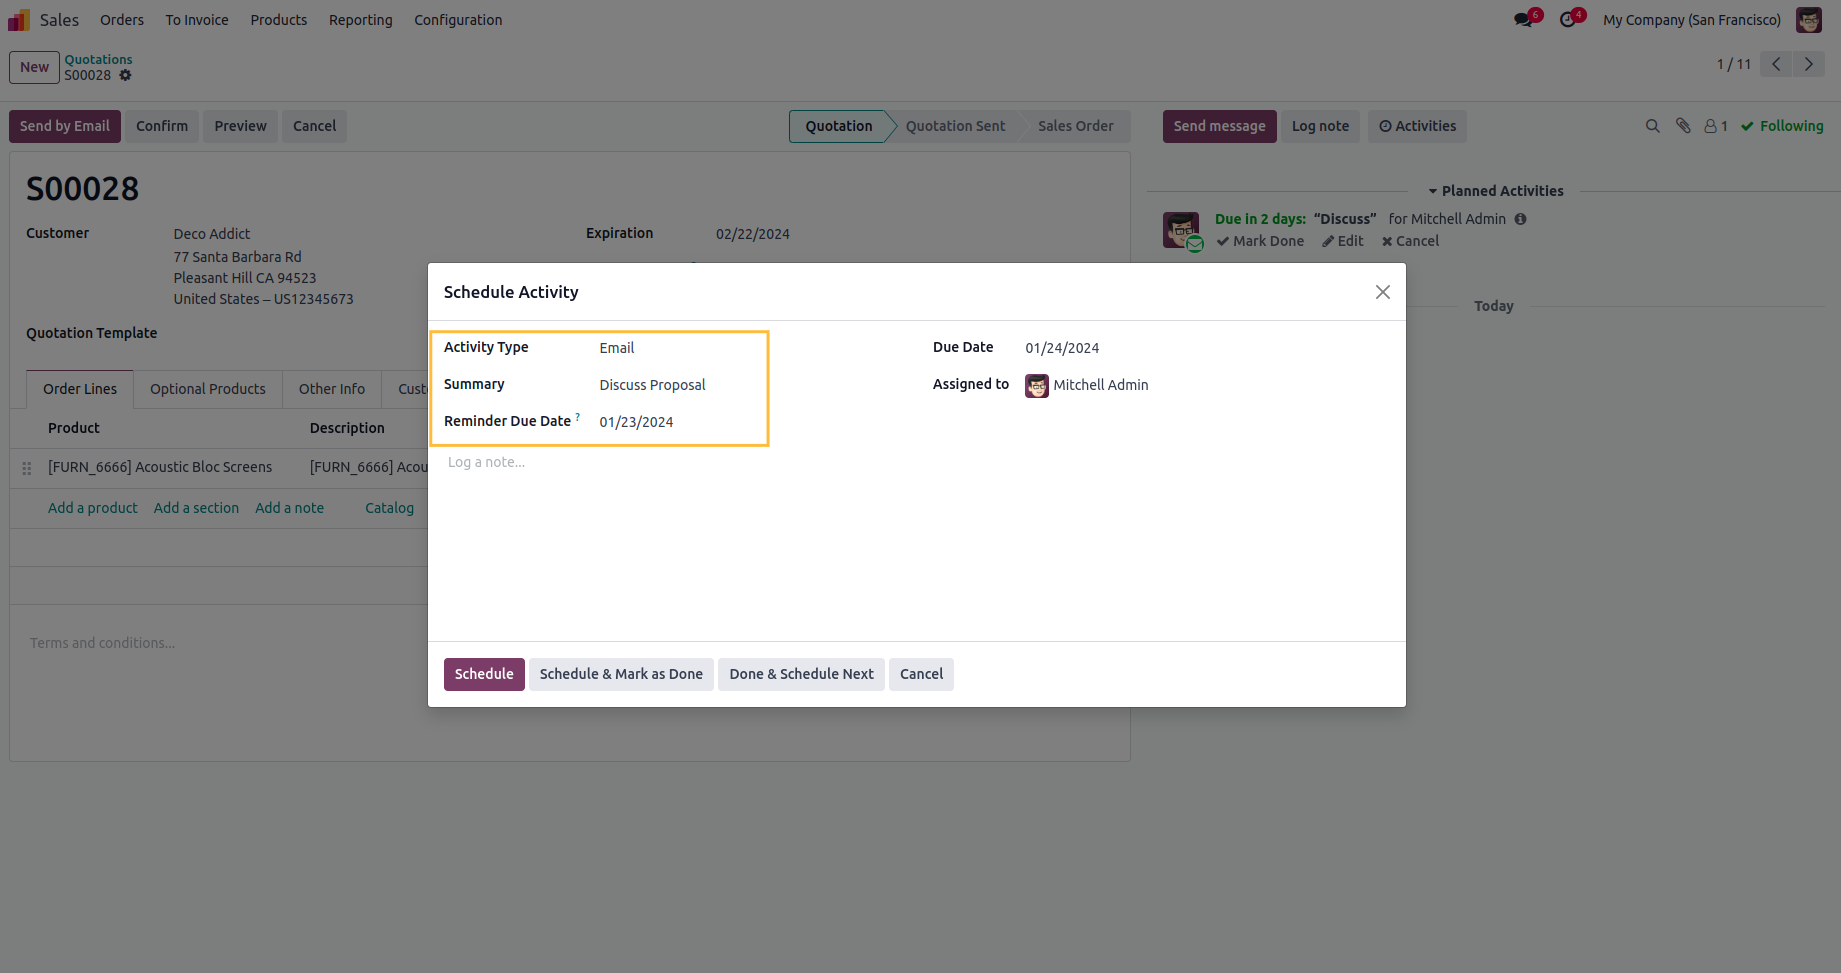 Sales Orders To Invoice Products Reporting Configuration 6 4 My Company (San Francisco)
New Quotations
S00028 1 / 11
Send by Email Confirm Preview Cancel Quotation Quotation Sent Sales Order Send message Log note Activities 1 Following
S00028
Planned Activities
Due in 2 days: “Discuss” for Mitchell Admin
Mark Done Edit Cancel
Customer Deco Addict Expiration 02/22/2024
77 Santa Barbara Rd
Pleasant Hill CA 94523
United States – US12345673
Today
Quotation Template
Order Lines Optional Products Other Info
Product Description
[FURN_6666] Acoustic Bloc Screens [FURN_6666]
Add a product Add a section Add a note Catalog
Terms and conditions...
Schedule Activity
Activity Type Email Due Date 01/24/2024
Summary Discuss Proposal Assigned to Mitchell Admin
Reminder Due Date ? 01/23/2024
Log a note...
Schedule Schedule & Mark as Done Done & Schedule Next Cancel